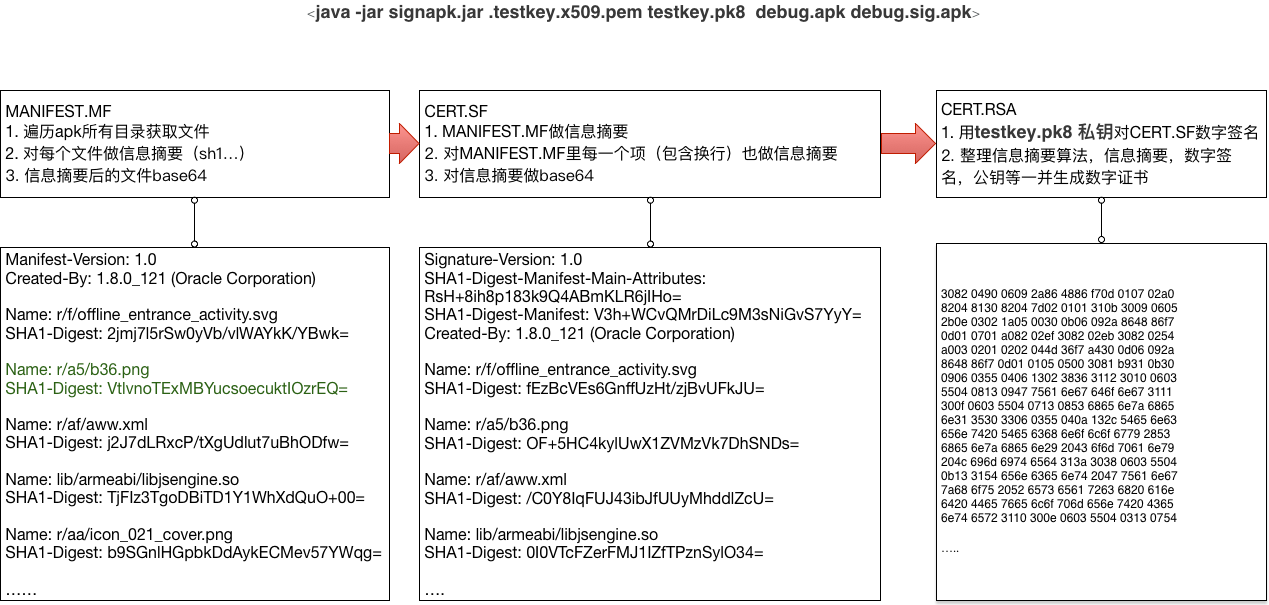 <java -jar signapk.jar .testkey.x509.pem testkey.pk8  debug.apk debug.sig.apk>
MANIFEST.MF
1. 遍历apk所有目录获取文件
2. 对每个文件做信息摘要（sh1…）
3. 信息摘要后的文件base64
CERT.SF
1. MANIFEST.MF做信息摘要
2. 对MANIFEST.MF里每一个项（包含换行）也做信息摘要
3. 对信息摘要做base64
CERT.RSA
1. 用testkey.pk8 私钥对CERT.SF数字签名
2. 整理信息摘要算法，信息摘要，数字签
名，公钥等一并生成数字证书
Manifest-Version: 1.0
Created-By: 1.8.0_121 (Oracle Corporation)
Name: r/f/offline_entrance_activity.svg
SHA1-Digest: 2jmj7l5rSw0yVb/vlWAYkK/YBwk=
Name: r/a5/b36.png
SHA1-Digest: VtlvnoTExMBYucsoecuktIOzrEQ=
Name: r/af/aww.xml
SHA1-Digest: j2J7dLRxcP/tXgUdlut7uBhODfw=
Name: lib/armeabi/libjsengine.so
SHA1-Digest: TjFlz3TgoDBiTD1Y1WhXdQuO+00=
Name: r/aa/icon_021_cover.png
SHA1-Digest: b9SGnlHGpbkDdAykECMev57YWqg=
……
Signature-Version: 1.0
SHA1-Digest-Manifest-Main-Attributes:
RsH+8ih8p183k9Q4ABmKLR6jIHo=
SHA1-Digest-Manifest: V3h+WCvQMrDiLc9M3sNiGvS7YyY=
Created-By: 1.8.0_121 (Oracle Corporation)
Name: r/f/offline_entrance_activity.svg
SHA1-Digest: fEzBcVEs6GnffUzHt/zjBvUFkJU=
Name: r/a5/b36.png
SHA1-Digest: OF+5HC4kylUwX1ZVMzVk7DhSNDs=
Name: r/af/aww.xml
SHA1-Digest: /C0Y8IqFUJ43ibJfUUyMhddlZcU=
Name: lib/armeabi/libjsengine.so
SHA1-Digest: 0I0VTcFZerFMJ1IZfTPznSylO34=
….
3082 0490 0609 2a86 4886 f70d 0107 02a0
8204 8130 8204 7d02 0101 310b 3009 0605
2b0e 0302 1a05 0030 0b06 092a 8648 86f7
0d01 0701 a082 02ef 3082 02eb 3082 0254
a003 0201 0202 044d 36f7 a430 0d06 092a
8648 86f7 0d01 0105 0500 3081 b931 0b30
0906 0355 0406 1302 3836 3112 3010 0603
5504 0813 0947 7561 6e67 646f 6e67 3111
300f 0603 5504 0713 0853 6865 6e7a 6865
6e31 3530 3306 0355 040a 132c 5465 6e63
656e 7420 5465 6368 6e6f 6c6f 6779 2853
6865 6e7a 6865 6e29 2043 6f6d 7061 6e79
204c 696d 6974 6564 313a 3038 0603 5504
0b13 3154 656e 6365 6e74 2047 7561 6e67
7a68 6f75 2052 6573 6561 7263 6820 616e
6420 4465 7665 6c6f 706d 656e 7420 4365
6e74 6572 3110 300e 0603 5504 0313 0754
…..